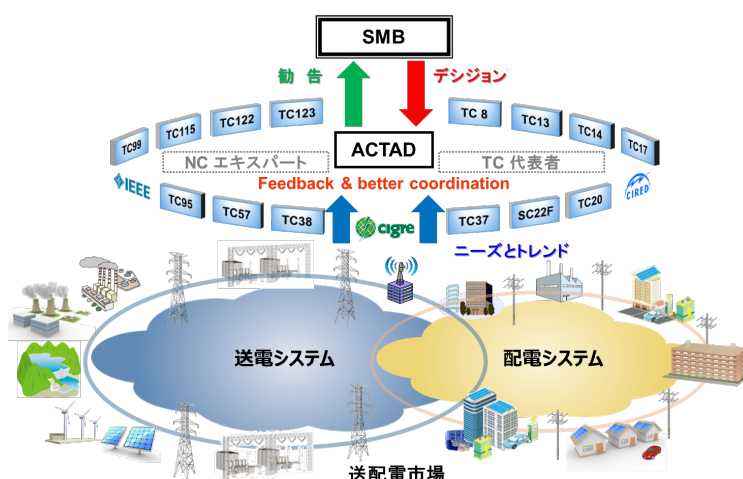 SMB
勧 告
デシジョン
TC99
TC115
TC122
TC123
TC 8
TC13
TC14
TC17
ACTAD
NC エキスパート
TC 代表者
Feedback & better coordination
IEEE
TC95
TC57
TC38
cigre
TC37
SC22F
TC20
CIRED
ニーズとトレンド
送電システム
配電システム
送配電市場